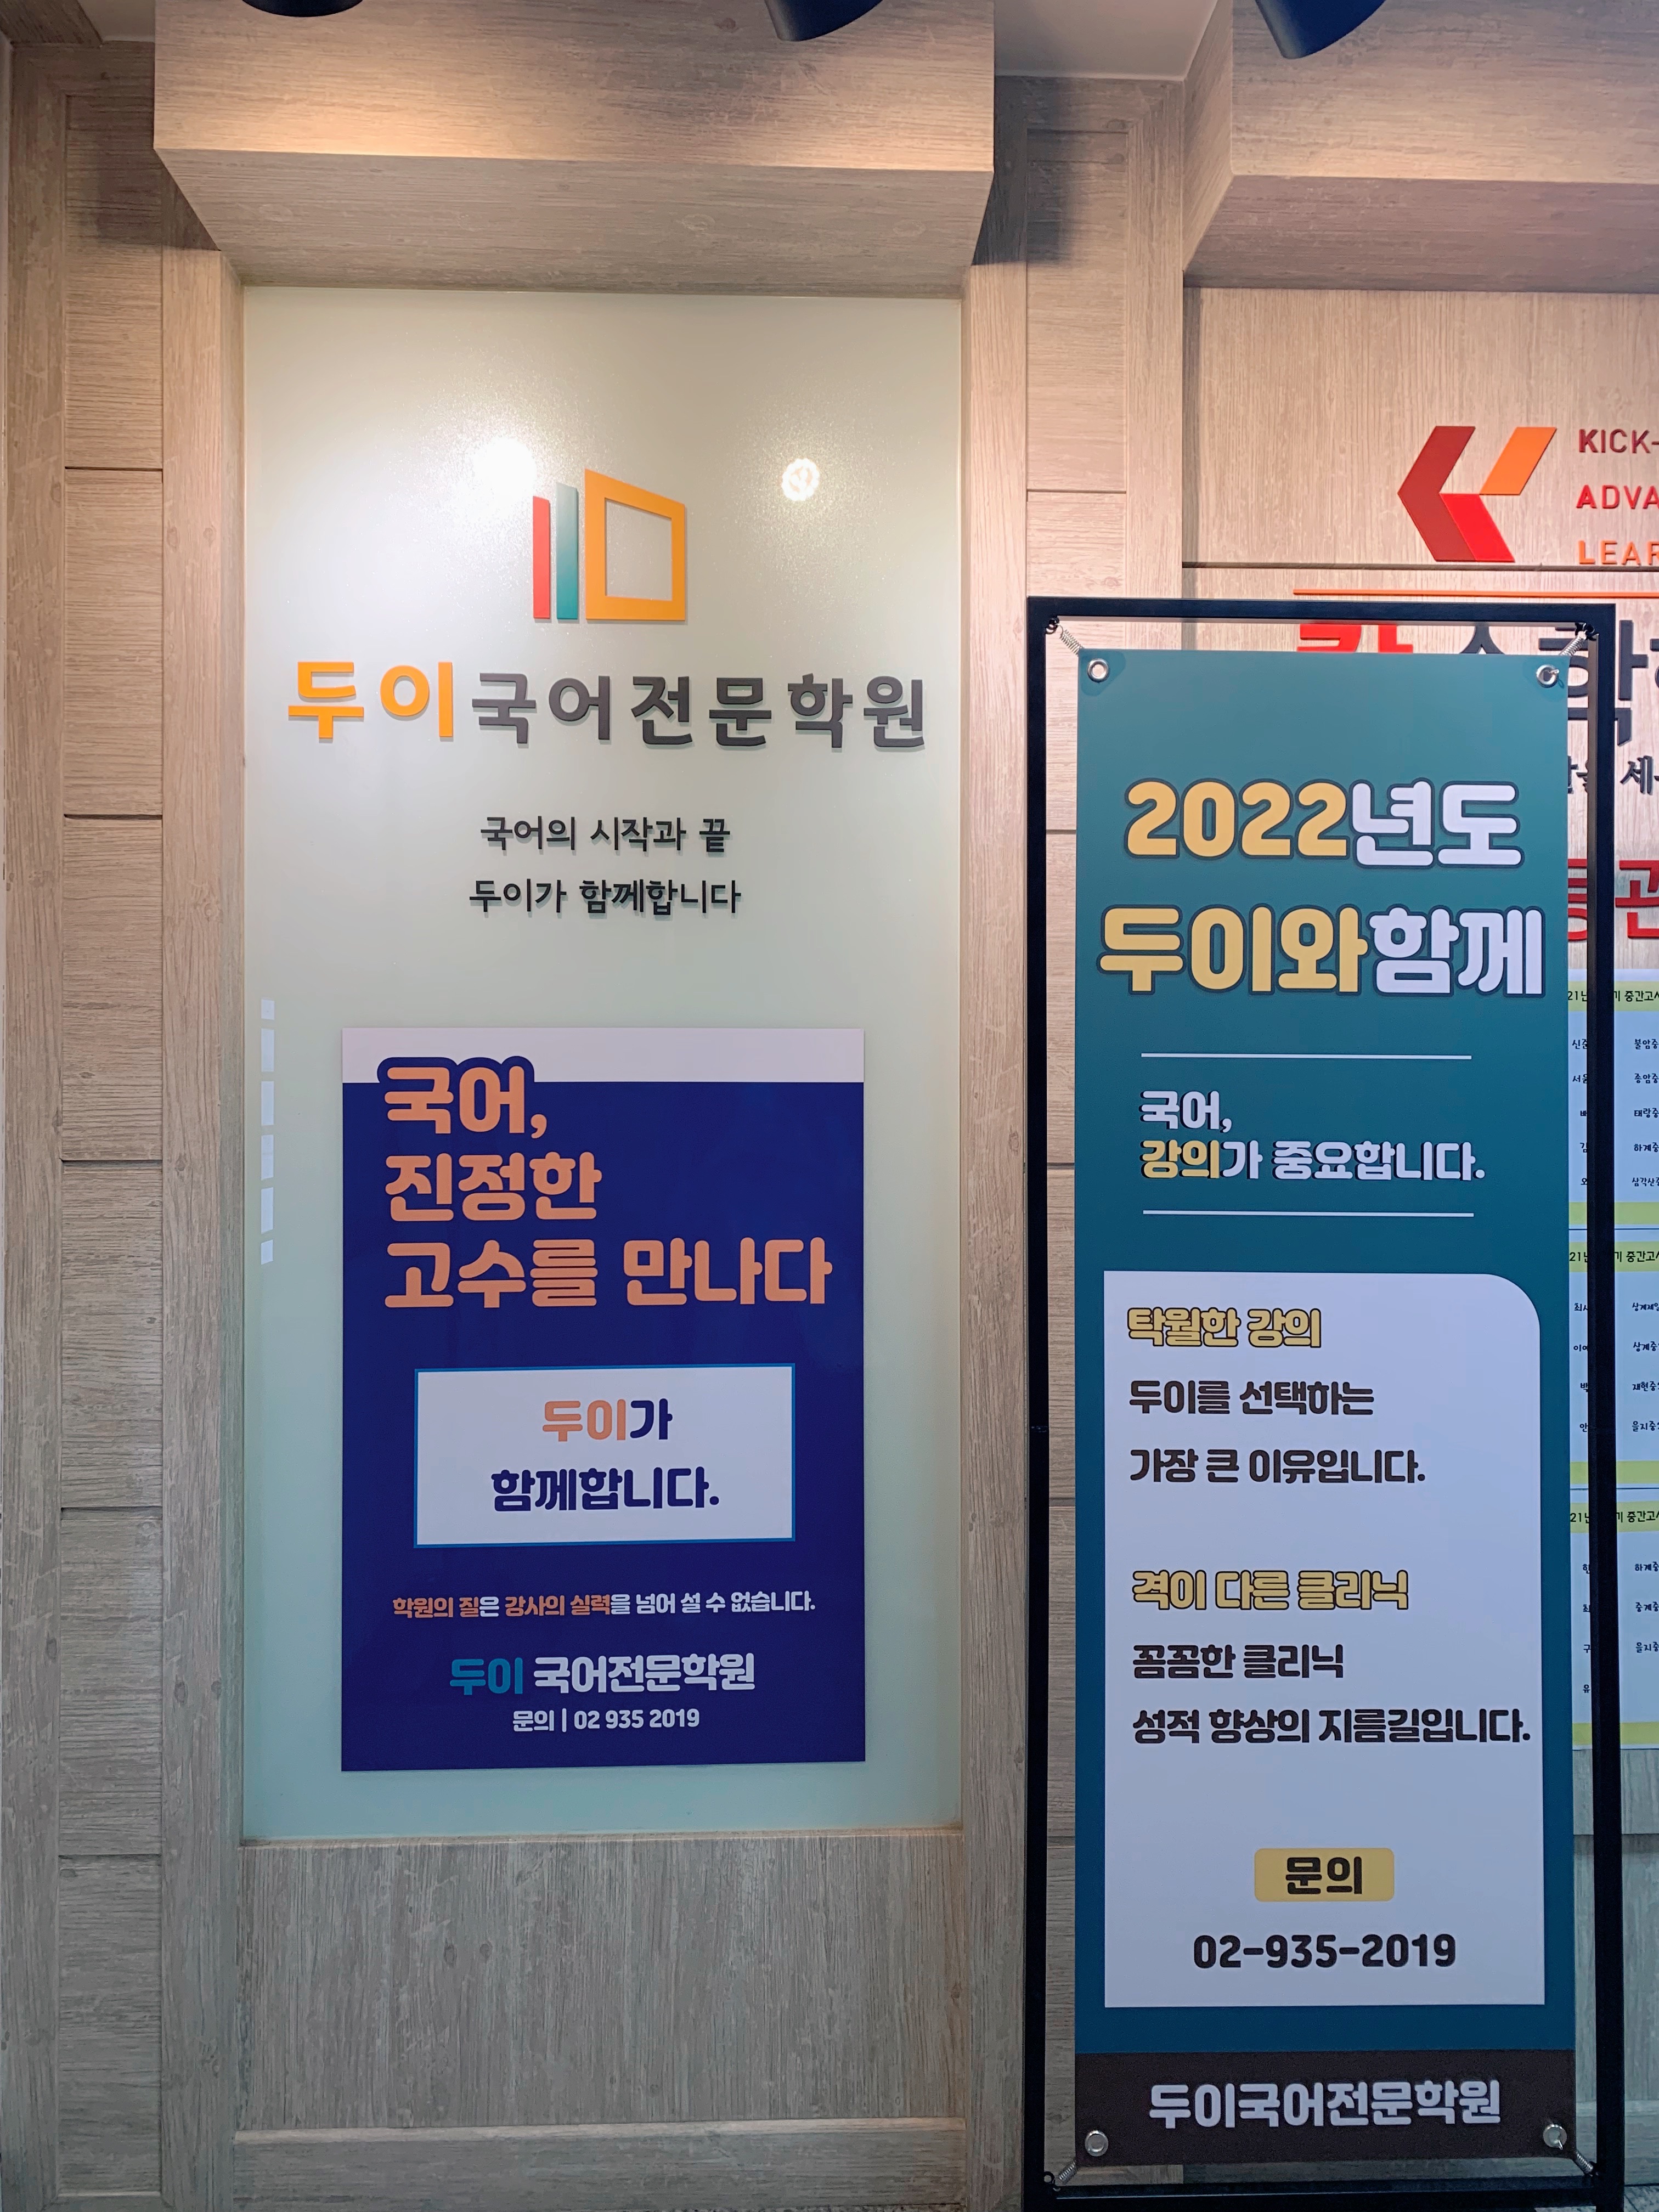 두이국어전문학원
국어의 시작과 끝
두이가 함께합니다
국어,
진정한
고수를 만나다
두이가
함께합니다.
학원의 질은 강사의 실력을 넘어 설 수 없습니다.
두이 국어전문학원
문의 | 02 935 2019
2022년도
두이와함께
국어,
강의가 중요합니다.
탁월한 강의
두이를 선택하는
가장 큰 이유입니다.
격이 다른 클리닉
꼼꼼한 클리닉
성적 향상의 지름길입니다.
문의
02-935-2019
두이국어전문학원
KICK-
ADVA
LEAR